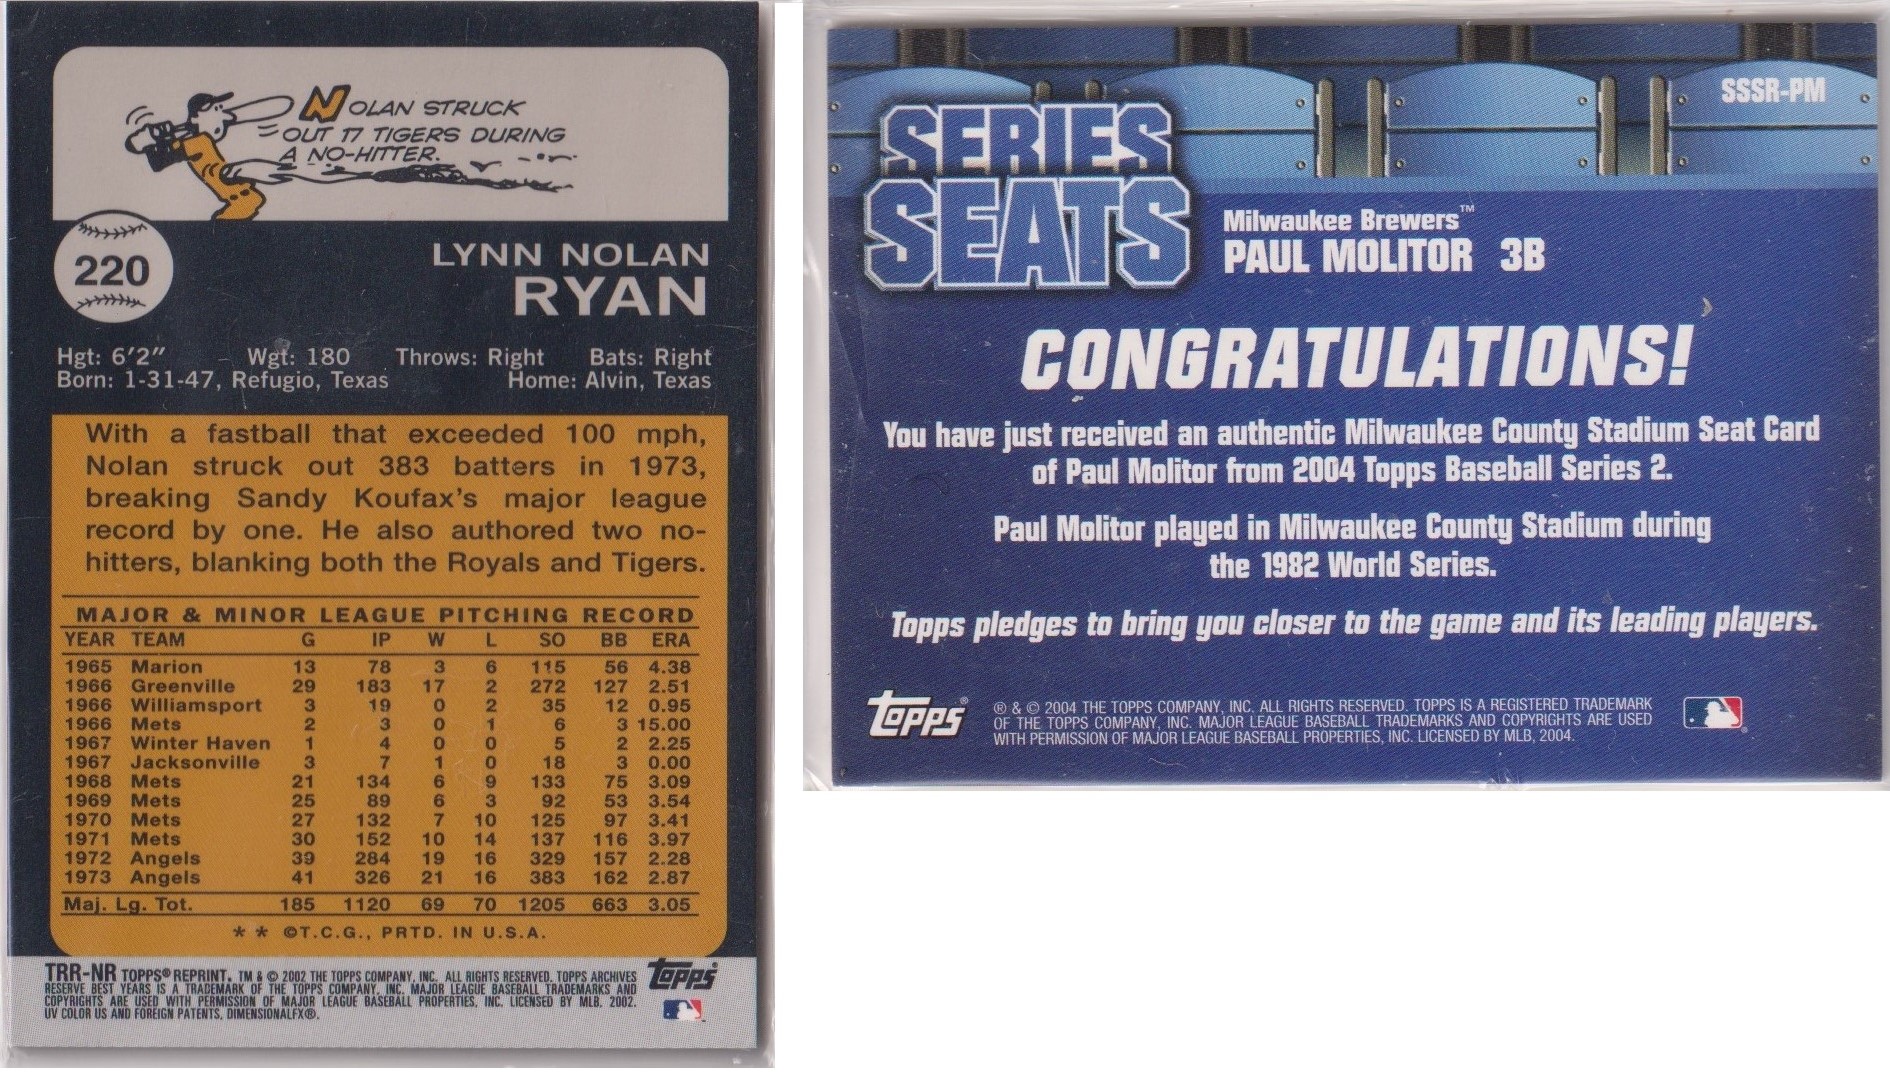 NOLAN STRUCK
OUT 17 TIGERS DURING
A NO-HITTER.
220
LYNN NOLAN
RYAN
Hgt: 6'2" Wgt: 180 Throws: Right Bats: Right
Born: 1-31-47, Refugio, Texas Home: Alvin, Texas
With a fastball that exceeded 100 mph,
Nolan struck out 383 batters in 1973,
breaking Sandy Koufax's major league
record by one. He also authored two no-
hitters, blanking both the Royals and Tigers.
MAJOR & MINOR LEAGUE PITCHING RECORD
YEAR TEAM G IP W L SO BB ERA
1965 Marion 13 78 3 6 115 56 4.38
1966 Greenville 29 183 17 2 272 127 2.51
1966 Williamsport 3 19 0 2 35 12 0.95
1966 Mets 2 3 0 1 6 3 15.00
1967 Winter Haven 1 4 0 0 5 2 2.25
1967 Jacksonville 3 7 1 0 18 3 0.00
1968 Mets 21 134 6 9 133 75 3.09
1969 Mets 25 89 6 3 92 53 3.54
1970 Mets 27 132 7 10 125 97 3.41
1971 Mets 30 152 10 14 137 116 3.97
1972 Angels 39 284 19 16 329 157 2.28
1973 Angels 41 326 21 16 383 162 2.87
Maj. Lg. Tot. 185 1120 69 70 1205 663 3.05
* * ©T.C.G., PRTD. IN U.S.A.
TRR-NR TOPPS® REPRINT. TM & © 2002 THE TOPPS COMPANY, INC. ALL RIGHTS RESERVED. TOPPS ARCHIVES
RESERVE BEST YEARS IS A TRADEMARK OF THE TOPPS COMPANY, INC. MAJOR LEAGUE BASEBALL TRADEMARKS AND
COPYRIGHTS ARE USED WITH PERMISSION OF MAJOR LEAGUE BASEBALL PROPERTIES, INC. LICENSED BY MLB, 2002.
UV COLOR US AND FOREIGN PATENTS, DIMENSIONALFX®.
Topps
SSSR-PM
SERIES
SEATS
Milwaukee Brewers™
PAUL MOLITOR 3B
CONGRATULATIONS!
You have just received an authentic Milwaukee County Stadium Seat Card
of Paul Molitor from 2004 Topps Baseball Series 2.
Paul Molitor played in Milwaukee County Stadium during
the 1982 World Series.
Topps pledges to bring you closer to the game and its leading players.
Topps®
® & © 2004 THE TOPPS COMPANY, INC. ALL RIGHTS RESERVED. TOPPS IS A REGISTERED TRADEMARK
OF THE TOPPS COMPANY, INC. MAJOR LEAGUE BASEBALL TRADEMARKS AND COPYRIGHTS ARE USED
WITH PERMISSION OF MAJOR LEAGUE BASEBALL PROPERTIES, INC. LICENSED BY MLB, 2004.